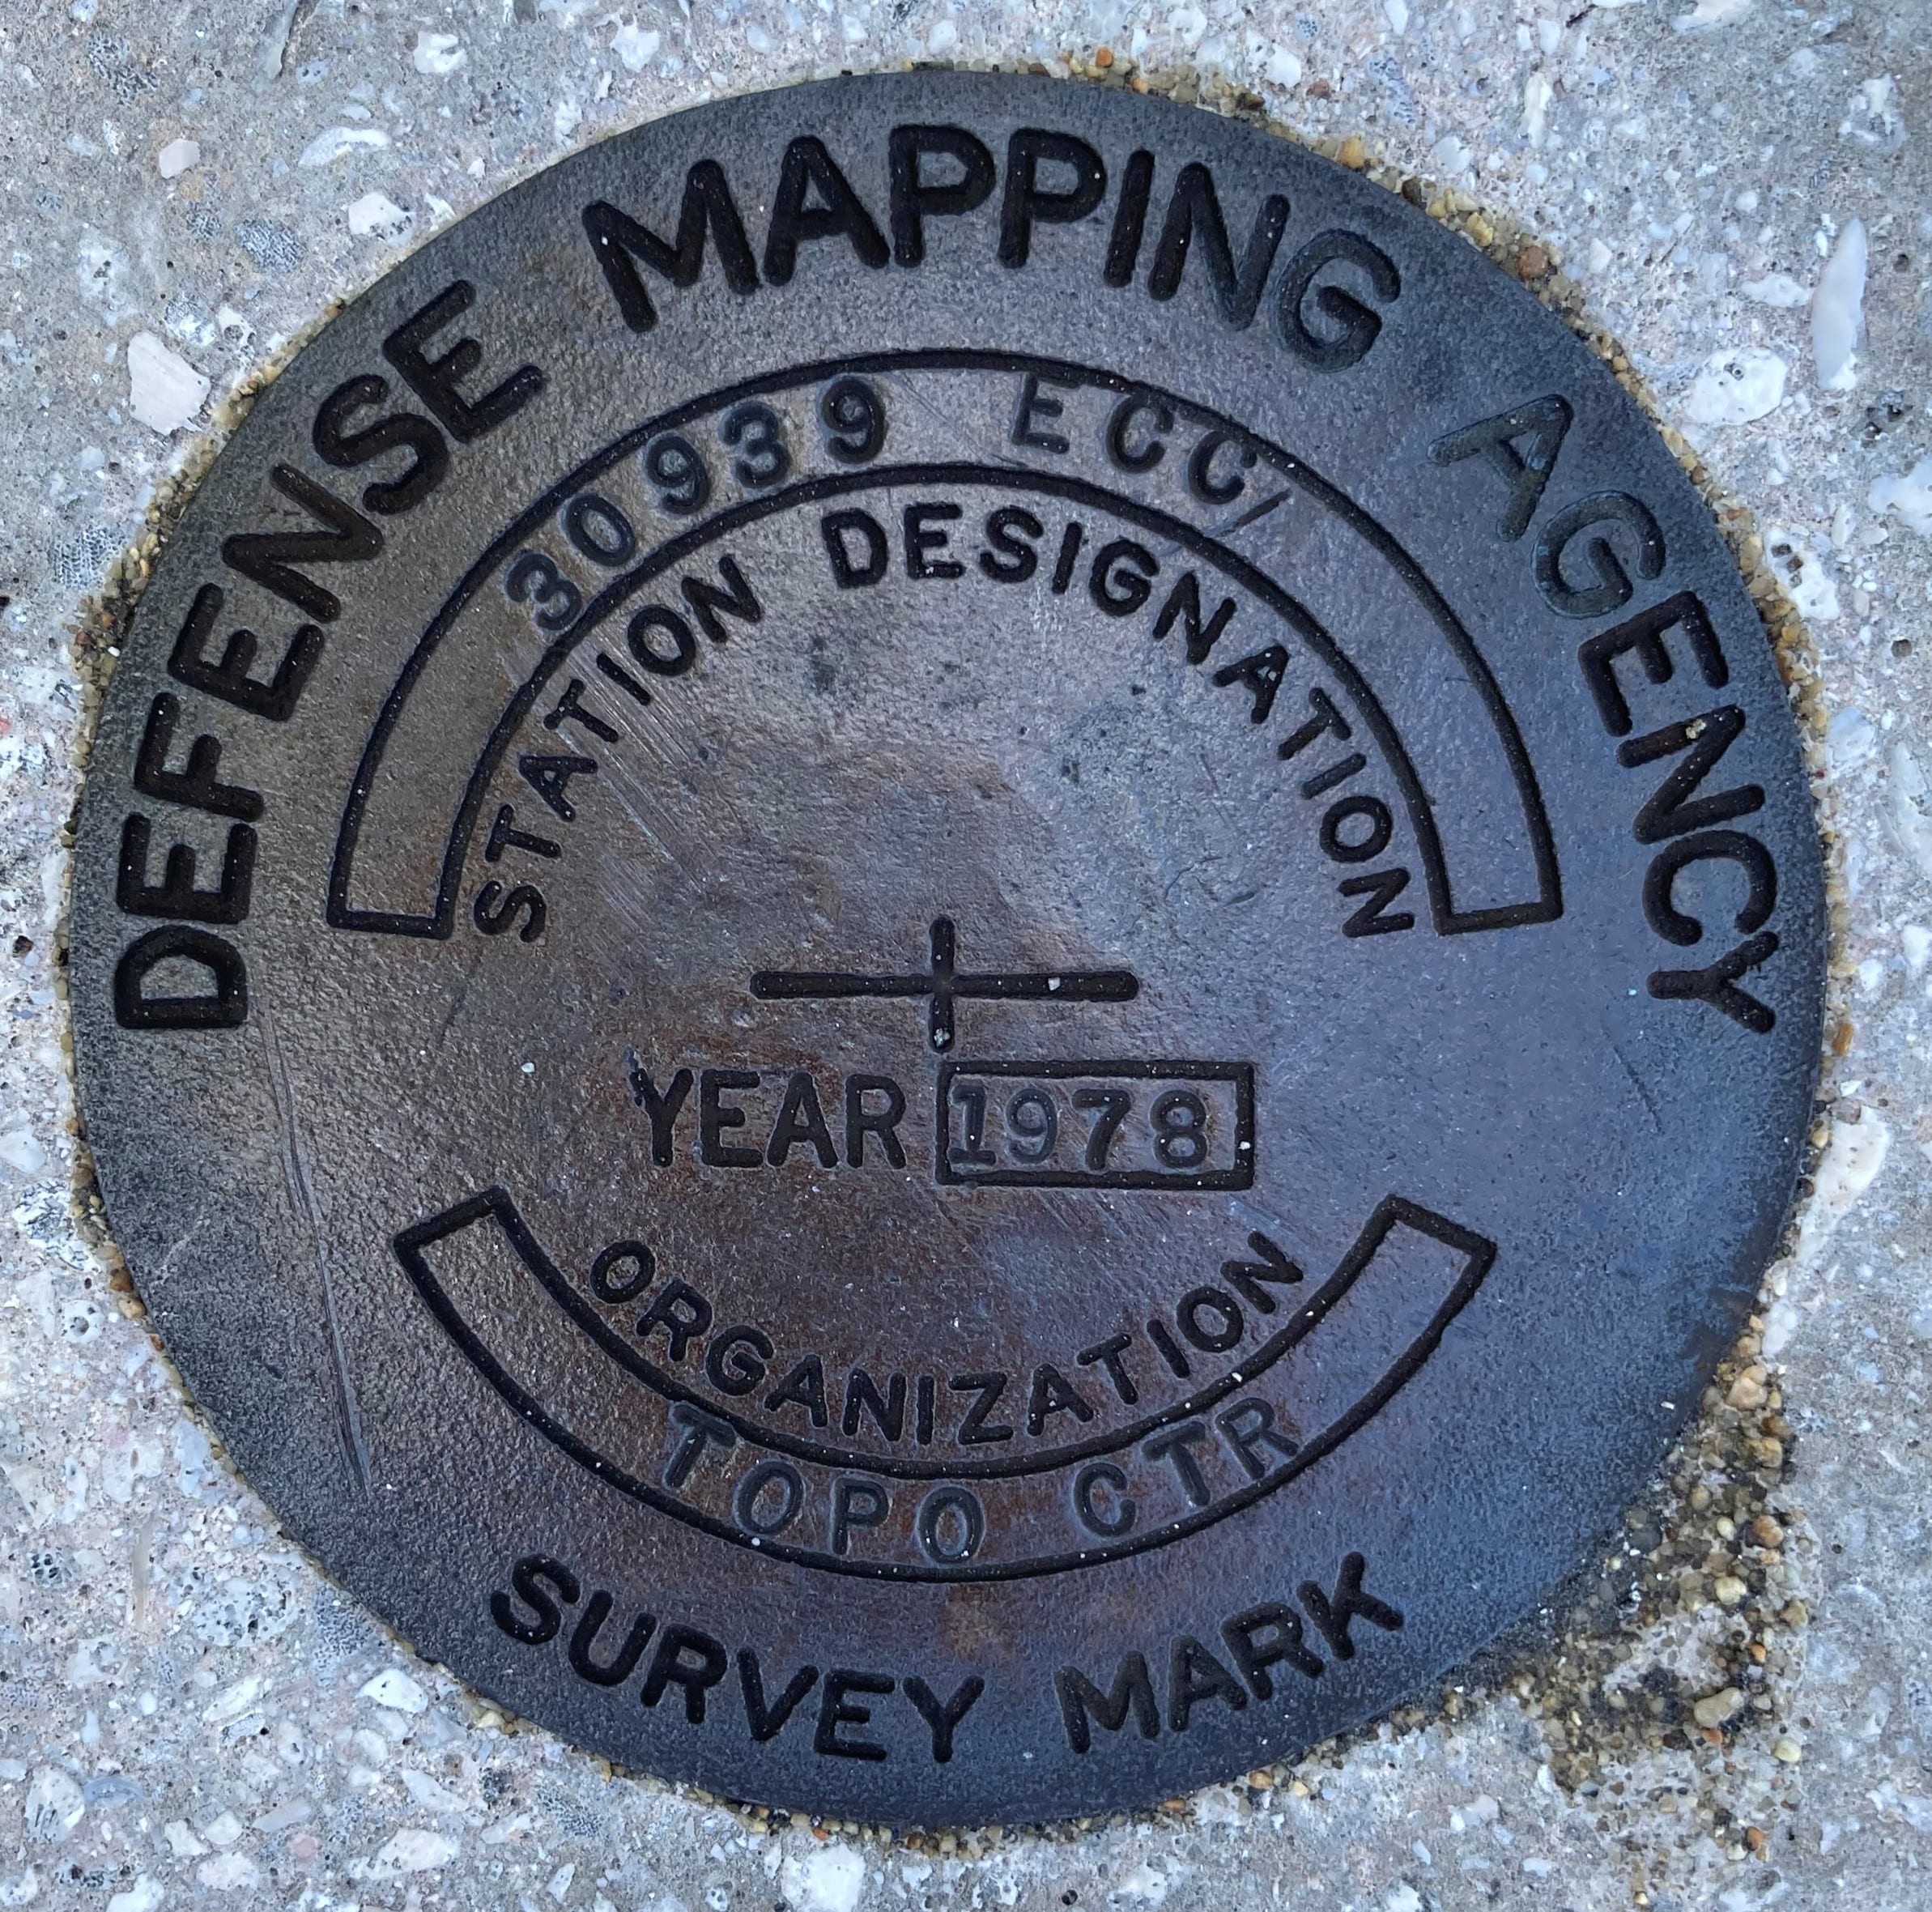 DEFENSE MAPPING AGENCY
30939 ECC/
STATION DESIGNATION
YEAR 1978
ORGANIZATION
TOPO CTR
SURVEY MARK